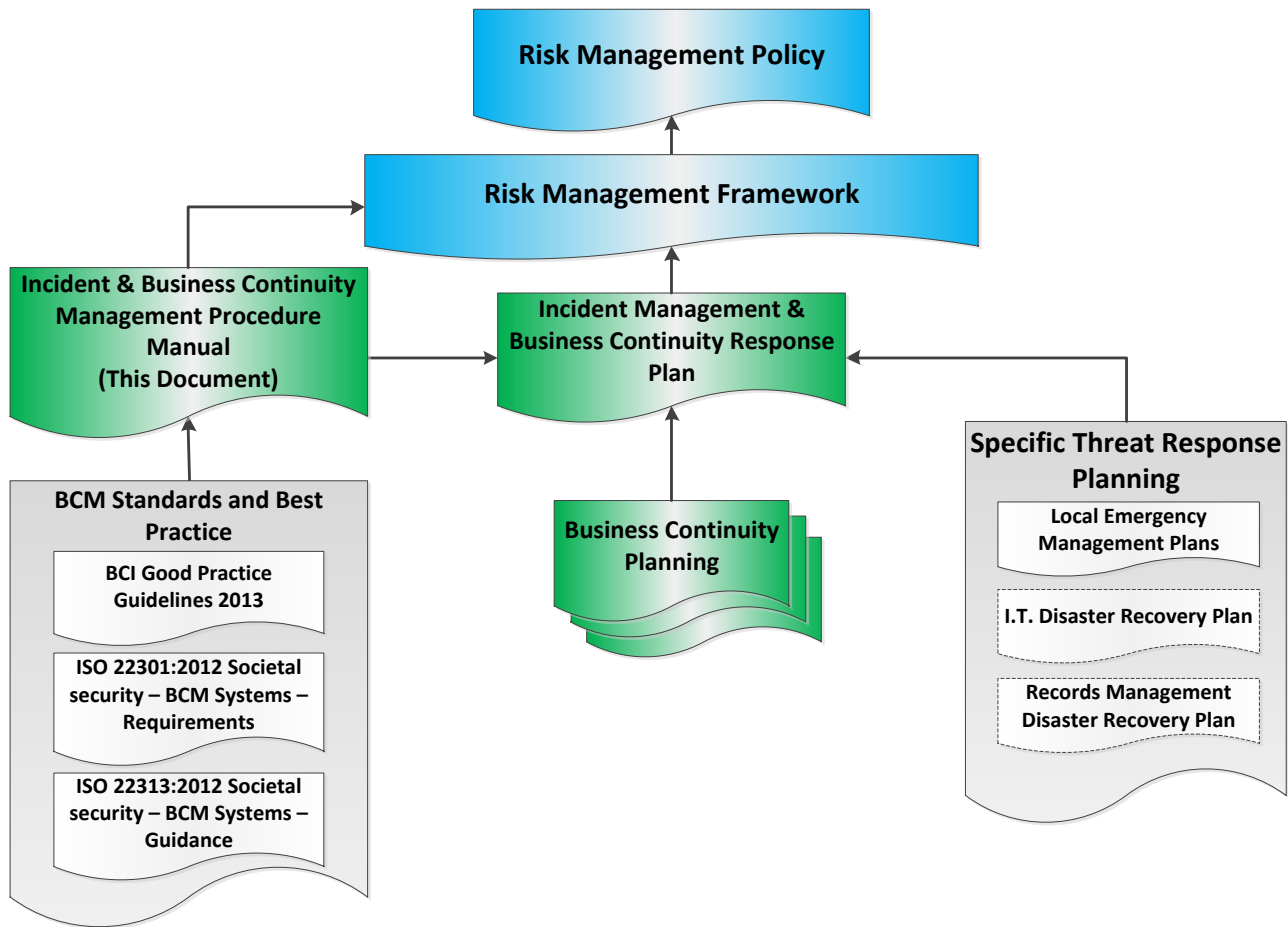 Risk Management Policy
Risk Management Framework
Incident & Business Continuity
Management Procedure
Manual
(This Document)
Incident Management &
Business Continuity Response
Plan
BCM Standards and Best
Practice
BCI Good Practice
Guidelines 2013
ISO 22301:2012 Societal
security – BCM Systems –
Requirements
ISO 22313:2012 Societal
security – BCM Systems –
Guidance
Business Continuity
Planning
Specific Threat Response
Planning
Local Emergency
Management Plans
I.T. Disaster Recovery Plan
Records Management
Disaster Recovery Plan